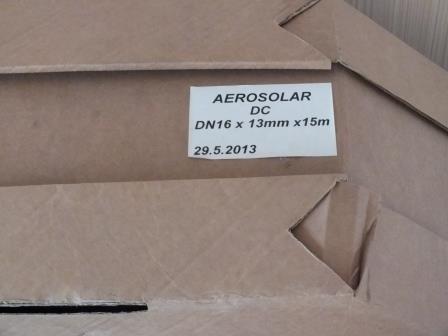 AEROSOLAR
DC
DN16 x 13mm x15m
29.5.2013